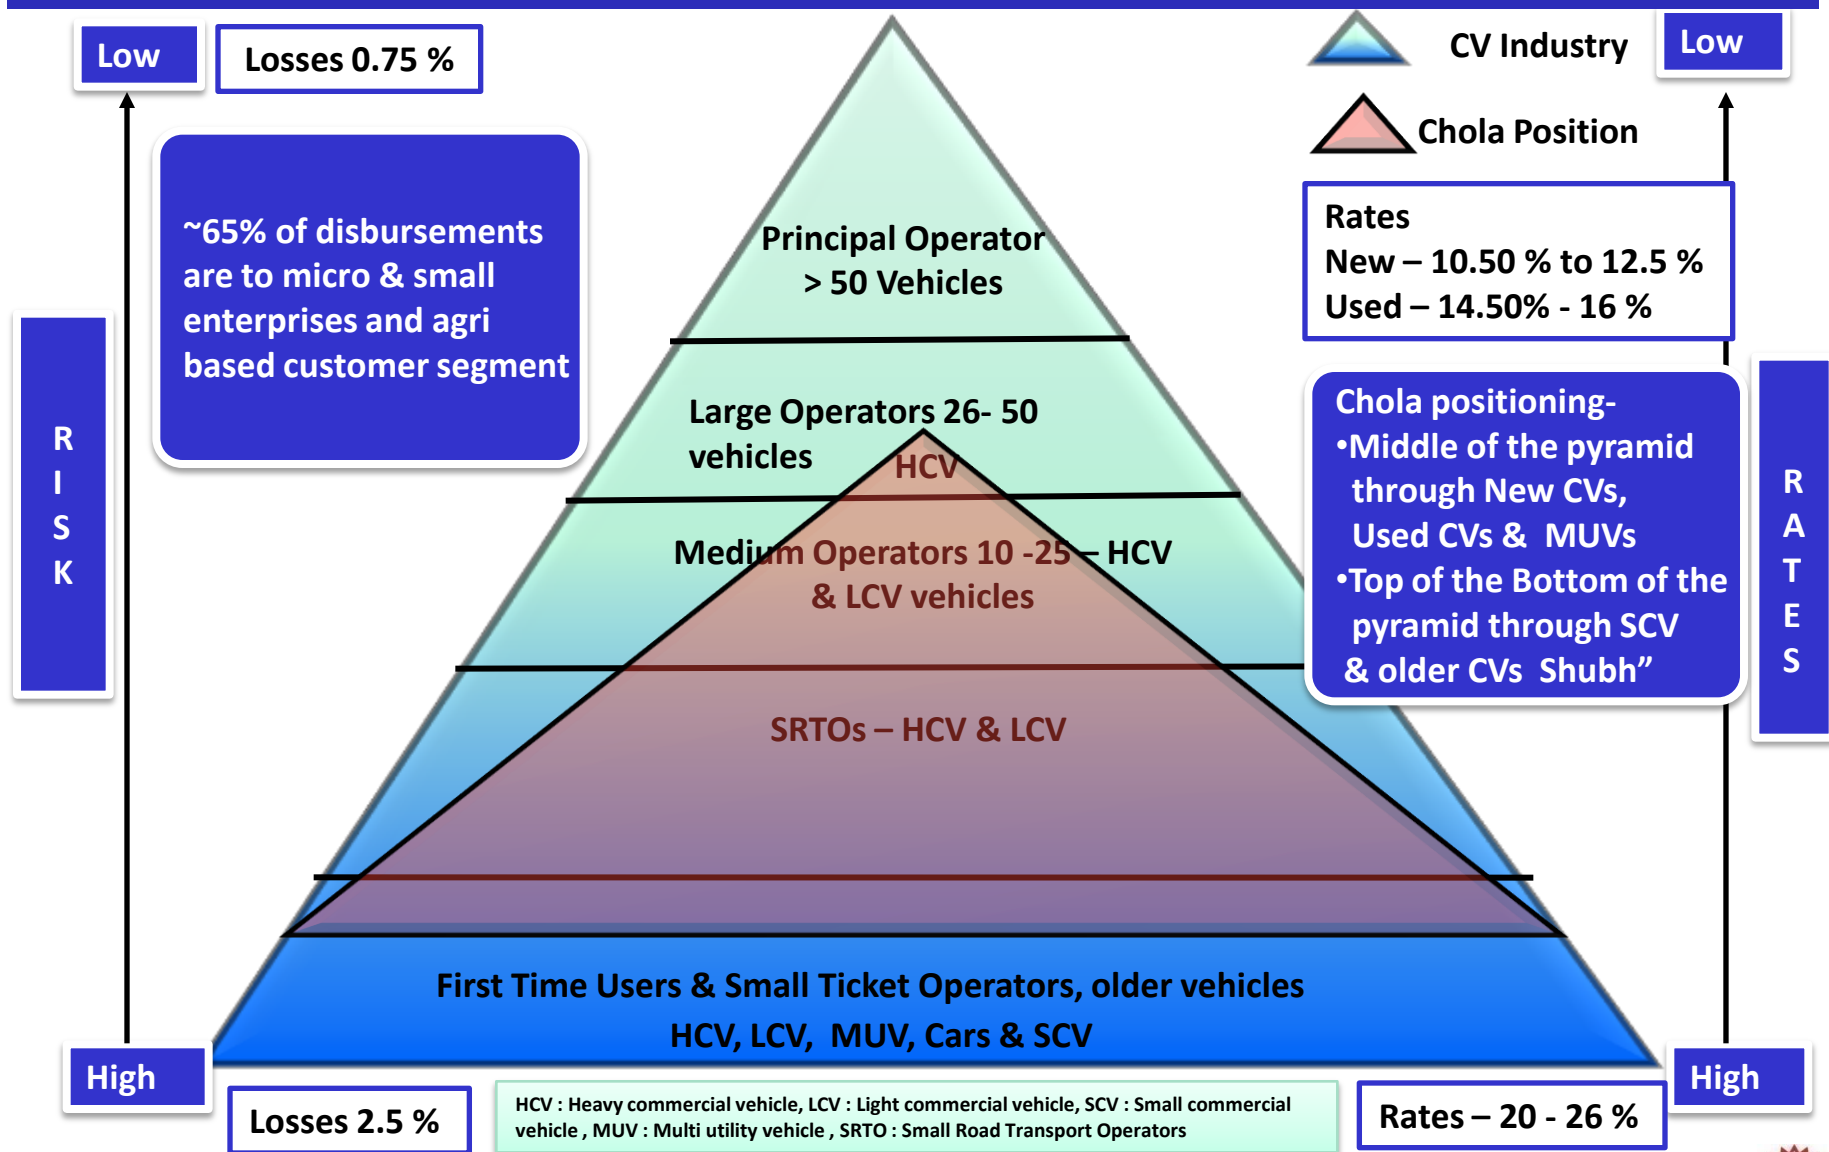 Low
Losses 0.75 %
CV Industry
Low
Chola Position
~65% of disbursements
are to micro & small
enterprises and agri
based customer segment
Principal Operator
> 50 Vehicles
Rates
New – 10.50 % to 12.5 %
Used – 14.50% - 16 %
Large Operators 26- 50
vehicles
HCV
Chola positioning-
•Middle of the pyramid
through New CVs,
Used CVs & MUVs
•Top of the Bottom of the
pyramid through SCV
& older CVs Shubh”
R
I
S
K
R
A
T
E
S
Medium Operators 10 -25 – HCV
& LCV vehicles
SRTOs – HCV & LCV
First Time Users & Small Ticket Operators, older vehicles
HCV, LCV, MUV, Cars & SCV
High
High
Losses 2.5 %
HCV : Heavy commercial vehicle, LCV : Light commercial vehicle, SCV : Small commercial
vehicle , MUV : Multi utility vehicle , SRTO : Small Road Transport Operators
Rates – 20 - 26 %